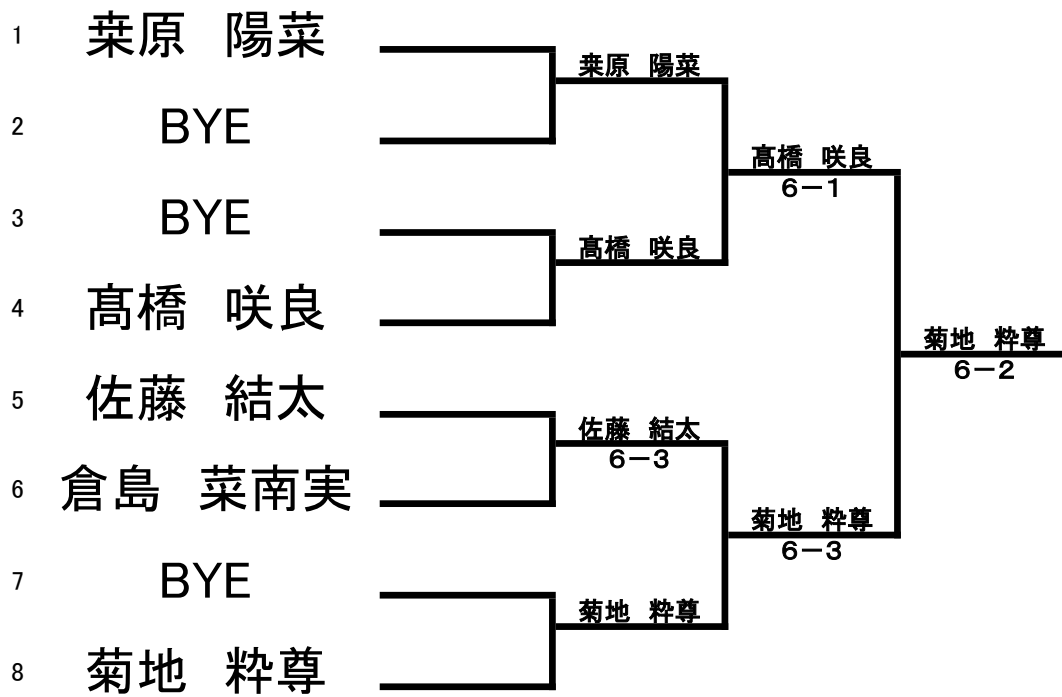 1 桒原 陽菜
2 BYE
3 BYE
4 髙橋 咲良
5 佐藤 結太
6 倉島 菜南実
7 BYE
8 菊地 粋尊
桒原 陽菜
髙橋 咲良
佐藤 結太
6-3
菊地 粋尊
髙橋 咲良
6-1
菊地 粋尊
6-3
菊地 粋尊
6-2